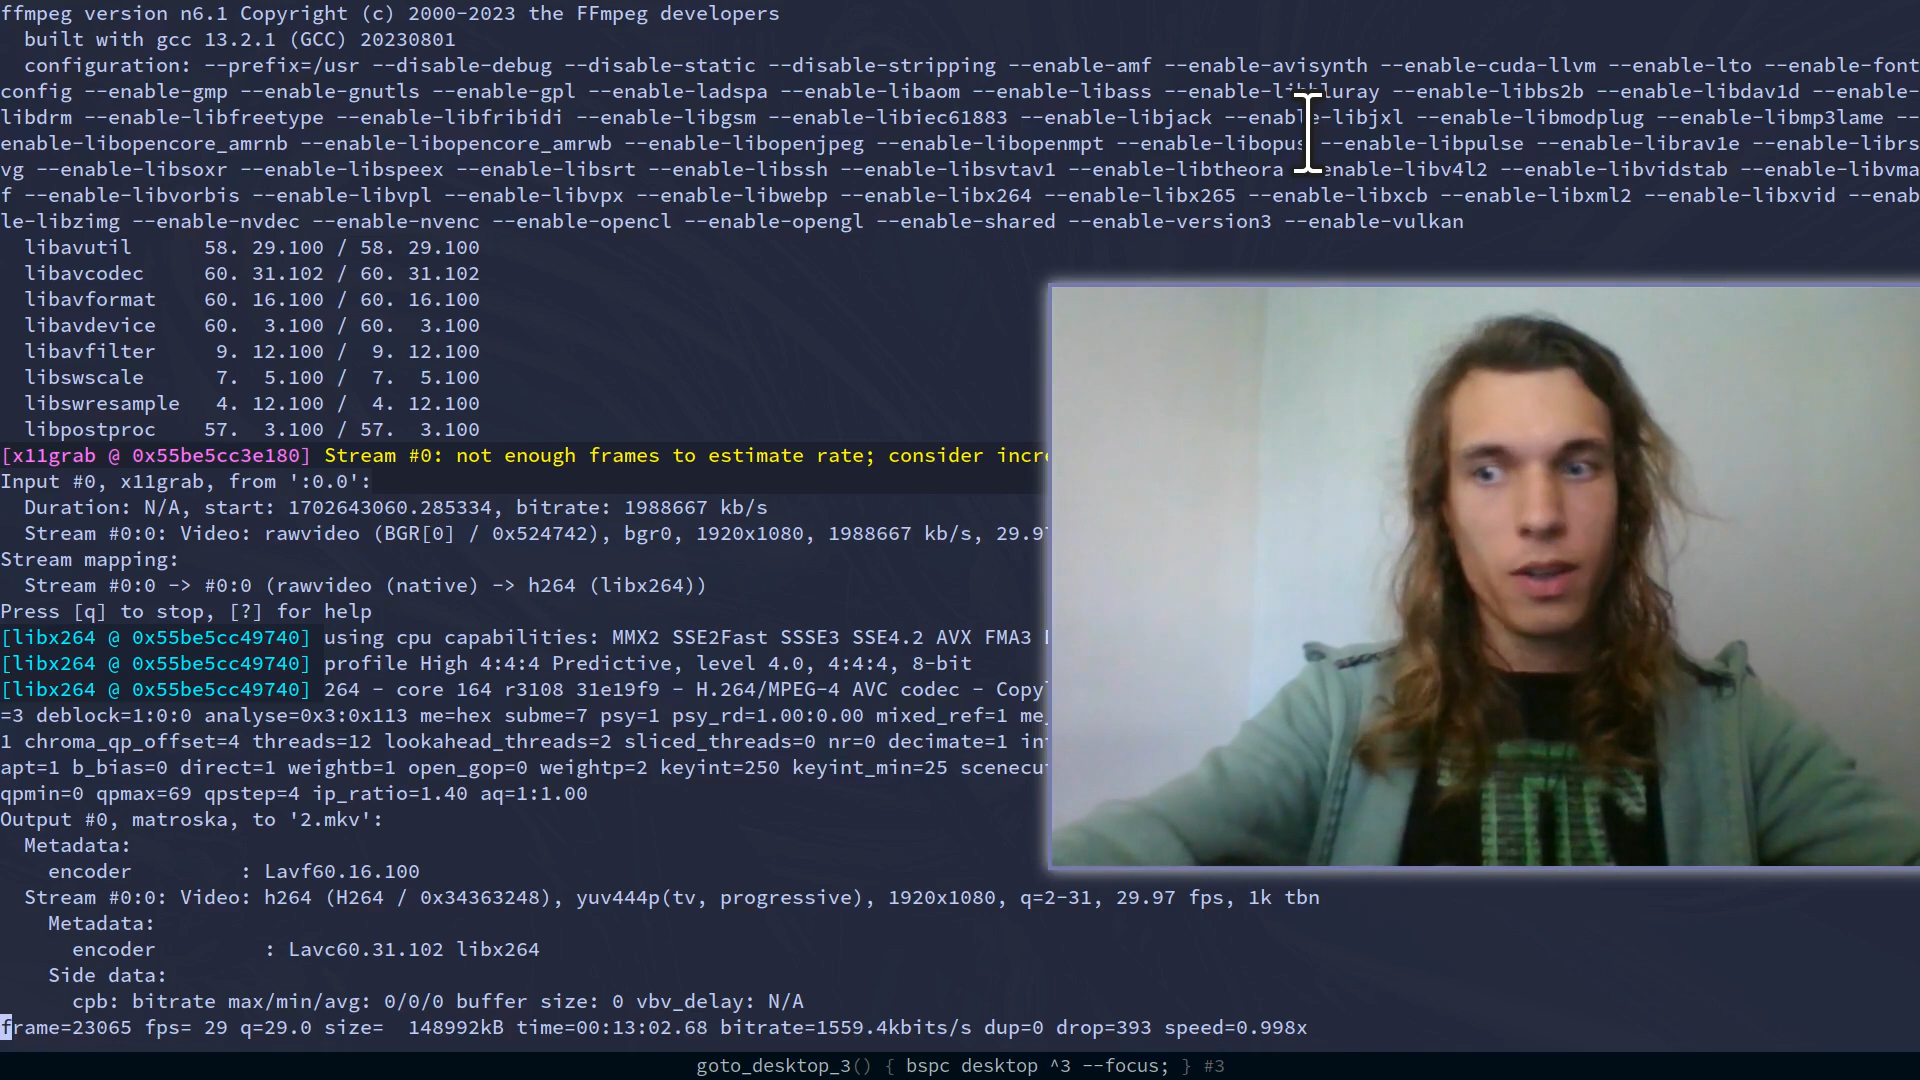 ffmpeg version n6.1 Copyright (c) 2000-2023 the FFmpeg developers
  built with gcc 13.2.1 (GCC) 20230801
  configuration: --prefix=/usr --disable-debug --disable-static --disable-stripping --enable-amf --enable-avisynth --enable-cuda-llvm --enable-lto --enable-font
config --enable-gmp --enable-gnutls --enable-gpl --enable-ladspa --enable-libaom --enable-libass --enable-libbluray --enable-libbs2b --enable-libdav1d --enable-
libdrm --enable-libfreetype --enable-libfribidi --enable-libgsm --enable-libiec61883 --enable-libjack --enable-libjxl --enable-libmodplug --enable-libmp3lame --
enable-libopencore_amrnb --enable-libopencore_amrwb --enable-libopenjpeg --enable-libopenmpt --enable-libopus --enable-libpulse --enable-librav1e --enable-librs
vg --enable-libsoxr --enable-libspeex --enable-libsrt --enable-libssh --enable-libsvtav1 --enable-libtheora --enable-libv4l2 --enable-libvidstab --enable-libvma
f --enable-libvorbis --enable-libvpl --enable-libvpx --enable-libwebp --enable-libx264 --enable-libx265 --enable-libxcb --enable-libxml2 --enable-libxvid --enab
le-libzimg --enable-nvdec --enable-nvenc --enable-opencl --enable-opengl --enable-shared --enable-version3 --enable-vulkan
  libavutil      58. 29.100 / 58. 29.100
  libavcodec     60. 31.102 / 60. 31.102
  libavformat    60. 16.100 / 60. 16.100
  libavdevice    60.  3.100 / 60.  3.100
  libavfilter     9. 12.100 /  9. 12.100
  libswscale      7.  5.100 /  7.  5.100
  libswresample   4. 12.100 /  4. 12.100
  libpostproc    57.  3.100 / 57.  3.100
[x11grab @ 0x55be5cc3e180] Stream #0: not enough frames to estimate rate; consider incre
Input #0, x11grab, from ':0.0':
  Duration: N/A, start: 1702643060.285334, bitrate: 1988667 kb/s
  Stream #0:0: Video: rawvideo (BGR[0] / 0x524742), bgr0, 1920x1080, 1988667 kb/s, 29.97
Stream mapping:
  Stream #0:0 -> #0:0 (rawvideo (native) -> h264 (libx264))
Press [q] to stop, [?] for help
[libx264 @ 0x55be5cc49740] using cpu capabilities: MMX2 SSE2Fast SSSE3 SSE4.2 AVX FMA3
[libx264 @ 0x55be5cc49740] profile High 4:4:4 Predictive, level 4.0, 4:4:4, 8-bit
[libx264 @ 0x55be5cc49740] 264 - core 164 r3108 31e19f9 - H.264/MPEG-4 AVC codec - Copy
=3 deblock=1:0:0 analyse=0x3:0x113 me=hex subme=7 psy=1 psy_rd=1.00:0.00 mixed_ref=1 me_
1 chroma_qp_offset=4 threads=12 lookahead_threads=2 sliced_threads=0 nr=0 decimate=1 in
apt=1 b_bias=0 direct=1 weightb=1 open_gop=0 weightp=2 keyint=250 keyint_min=25 scenecu
qpmin=0 qpmax=69 qpstep=4 ip_ratio=1.40 aq=1:1.00
Output #0, matroska, to '2.mkv':
  Metadata:
    encoder         : Lavf60.16.100
  Stream #0:0: Video: h264 (H264 / 0x34363248), yuv444p(tv, progressive), 1920x1080, q=2-31, 29.97 fps, 1k tbn
    Metadata:
      encoder         : Lavc60.31.102 libx264
    Side data:
      cpb: bitrate max/min/avg: 0/0/0 buffer size: 0 vbv_delay: N/A
frame=23065 fps= 29 q=29.0 size=  148992kB time=00:13:02.68 bitrate=1559.4kbits/s dup=0 drop=393 speed=0.998x
goto_desktop_3() { bspc desktop ^3 --focus; } #3